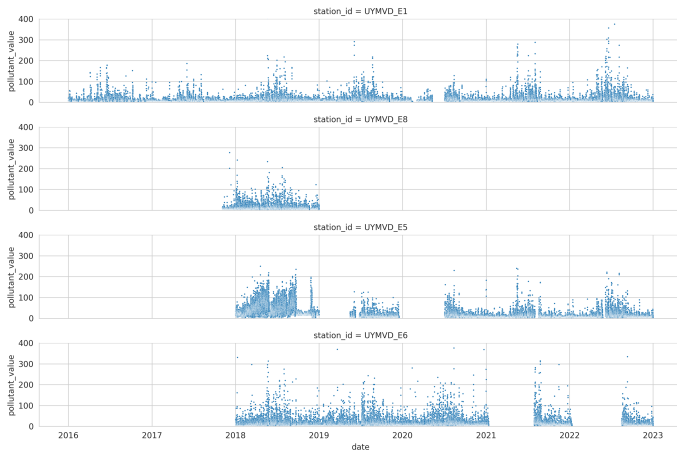 station_id = UYMVD_E1
pollutant_value
400
300
200
100
0
station_id = UYMVD_E8
pollutant_value
400
300
200
100
0
station_id = UYMVD_E5
pollutant_value
400
300
200
100
0
station_id = UYMVD_E6
pollutant_value
400
300
200
100
0
2016 2017 2018 2019 2020 2021 2022 2023
date